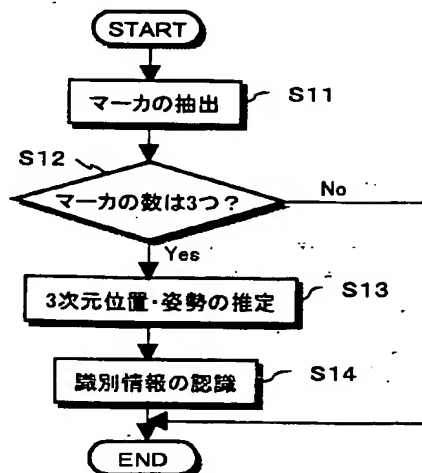 START
マーカの抽出
S11
S12
マーカの数は3つ?
No
Yes
3次元位置・姿勢の推定
S13
識別情報の認識
S14
END